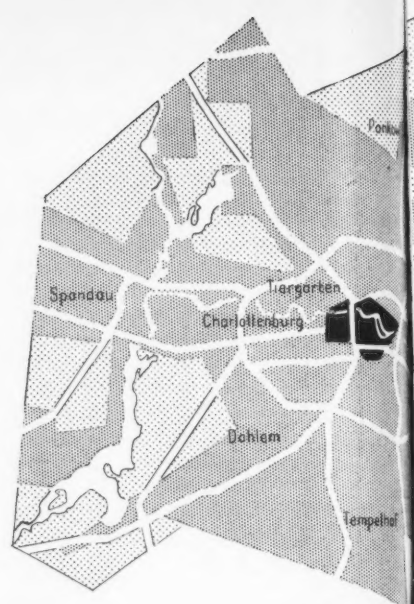 Pankow
Tiergarten
Spandau
Charlottenburg
Dahlem
Tempelhof